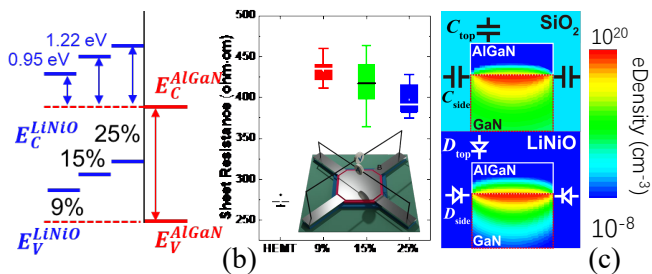 1.22 eV
0.95 eV
E_C^AlGaN
E_C^LiNiO
25%
15%
9%
E_V^LiNiO
E_V^AlGaN
(b)
Sheet Resistance (ohm·cm)
500
450
400
350
300
250
HEMT
9%
15%
25%
B
C_top
SiO_2
AlGaN
C_side
GaN
D_top
LiNiO
AlGaN
D_side
GaN
(c)
10^20
eDensity (cm^-3)
10^-8